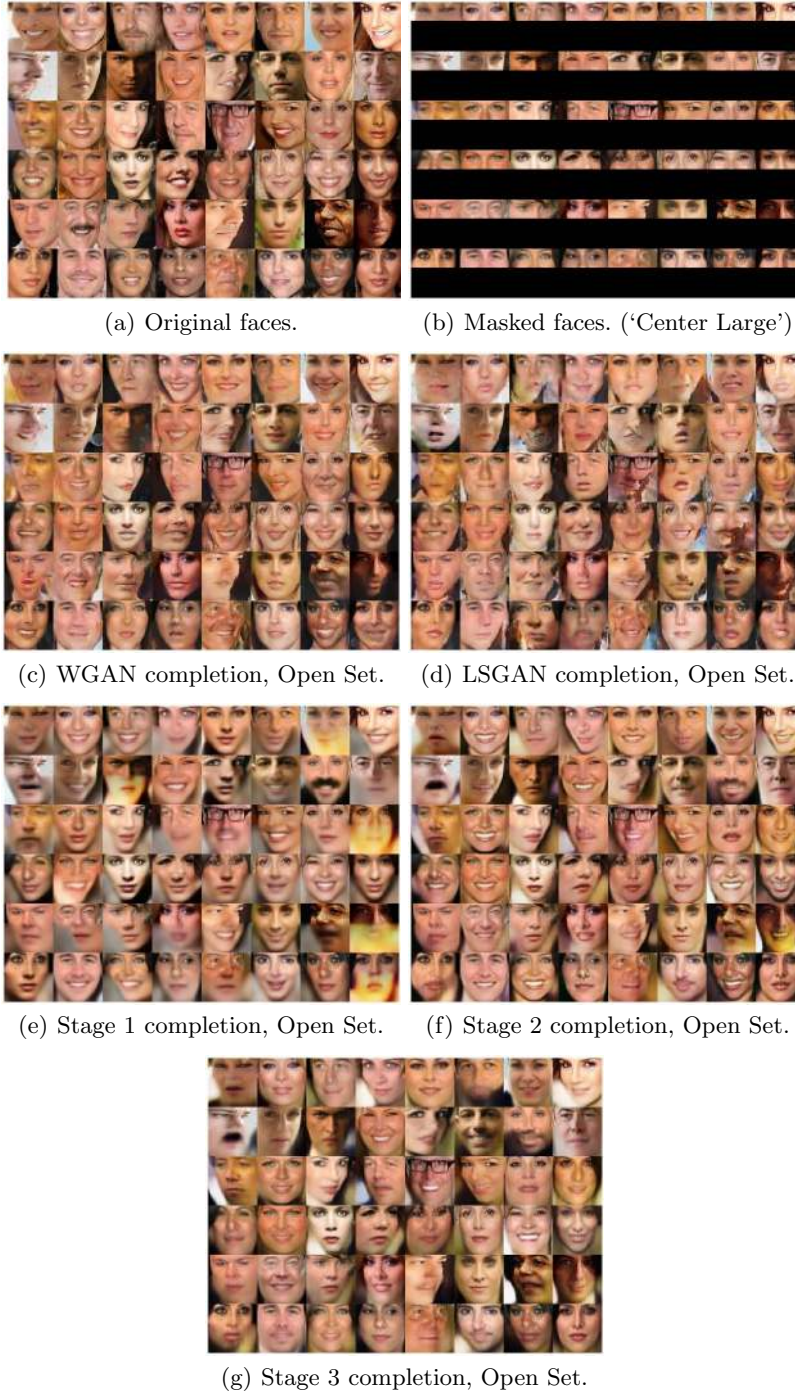 (a) Original faces.
(b) Masked faces. (‘Center Large’)
(c) WGAN completion, Open Set.
(d) LSGAN completion, Open Set.
(e) Stage 1 completion, Open Set.
(f) Stage 2 completion, Open Set.
(g) Stage 3 completion, Open Set.